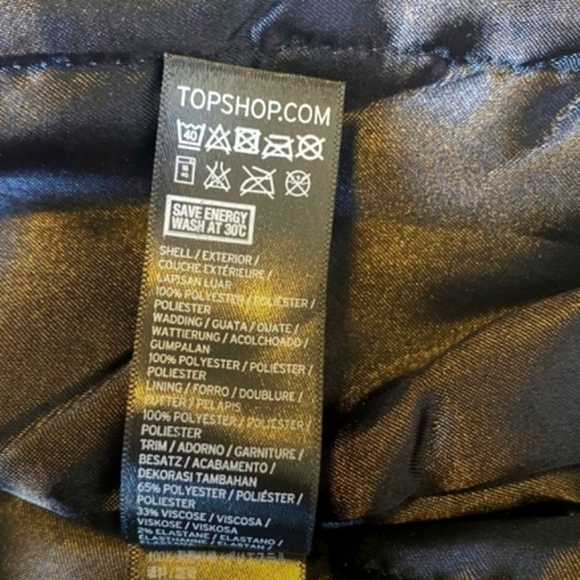 TOPSHOP.COM
40
SAVE ENERGY
WASH AT 30°C
SHELL / EXTERIOR /
COUCHE EXTÉRIEURE /
LAPISAN LUAR
100% POLYESTER / POLIÉSTER /
POLIESTER
WADDING / GUATA / OUATE /
WATTIERUNG / ACOLCHOADO /
GUMPALAN
100% POLYESTER / POLIÉSTER /
POLIESTER
LINING / FORRO / DOUBLURE /
FUTTER / PELAPIS
100% POLYESTER / POLIÉSTER /
POLIESTER
TRIM / ADORNO / GARNITURE /
BESATZ / ACABAMENTO /
DEKORASI TAMBAHAN
65% POLYESTER / POLIÉSTER /
POLIESTER
33% VISCOSE / VISCOSA /
VISKOSE / VISKOSA
2% ELASTANE / ELASTANO /
ÉLASTHANNE / ELASTAN /